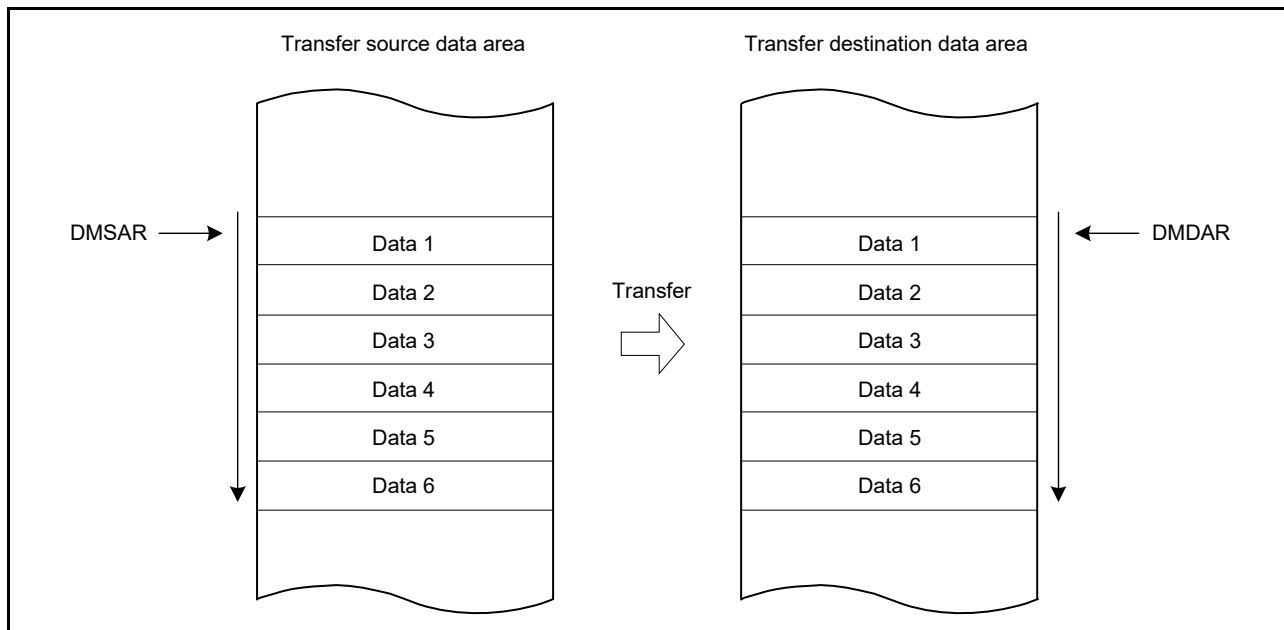 Transfer source data area
Transfer destination data area
DMSAR
Data 1
Data 2
Data 3
Data 4
Data 5
Data 6
Transfer
Data 1
Data 2
Data 3
Data 4
Data 5
Data 6
DMDAR